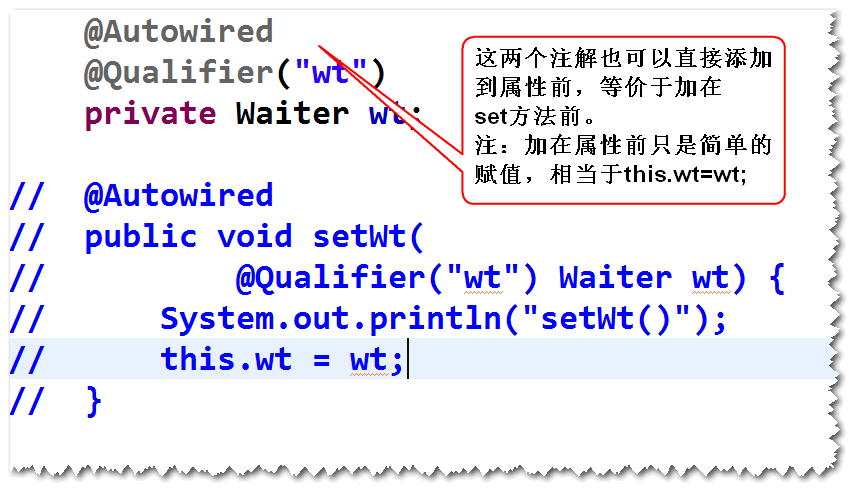 @Autowired
@Qualifier("wt")
private Waiter wt;
这两个注解也可以直接添加
到属性前，等价于加在
set方法前。
注：加在属性前只是简单的
赋值，相当于this.wt=wt;
// @Autowired
// public void setWt(
// @Qualifier("wt") Waiter wt) {
// System.out.println("setWt()");
// this.wt = wt;
// }